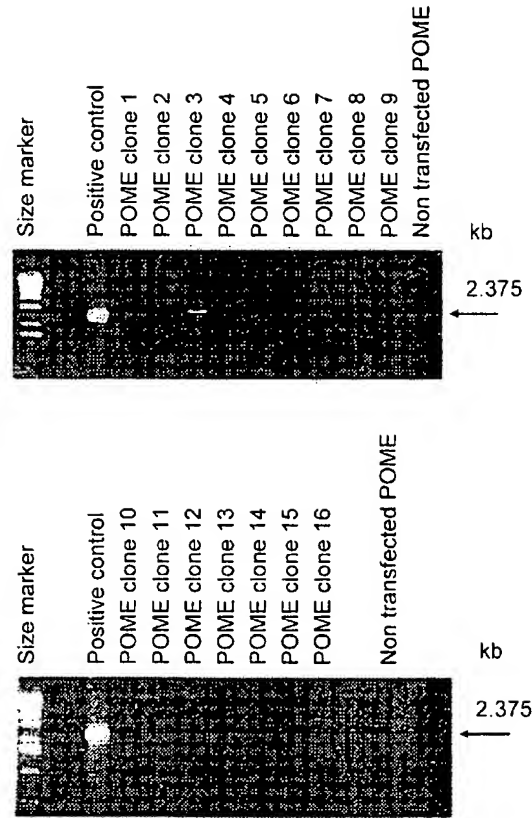 Size marker
Positive control
POME clone 1
POME clone 2
POME clone 3
POME clone 4
POME clone 5
POME clone 6
POME clone 7
POME clone 8
POME clone 9
Non transfected POME
kb
2.375
Size marker
Positive control
POME clone 10
POME clone 11
POME clone 12
POME clone 13
POME clone 14
POME clone 15
POME clone 16
Non transfected POME
kb
2.375